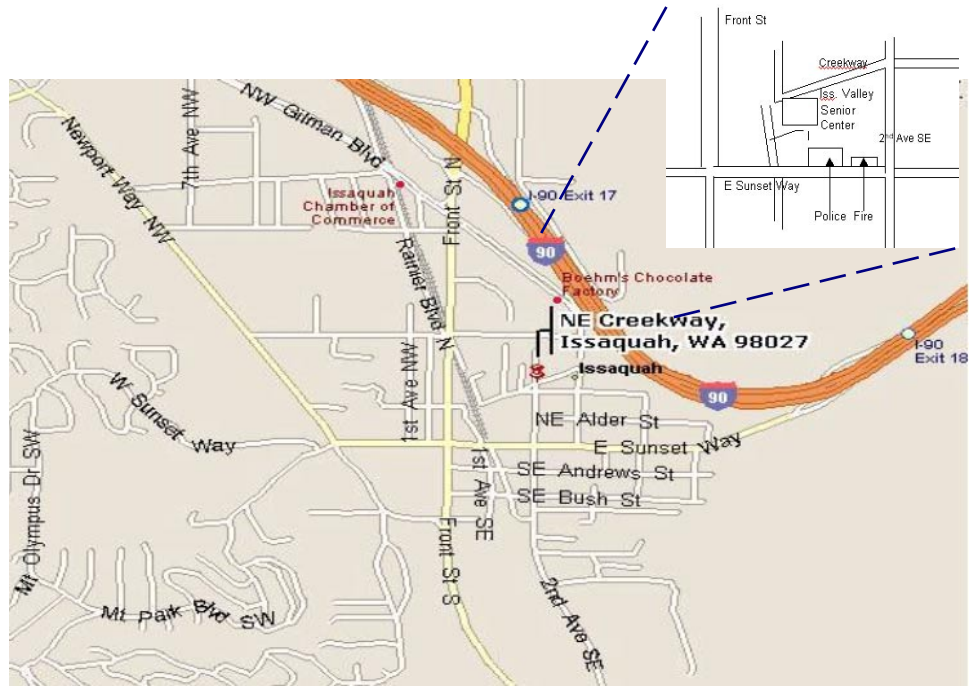 Front St
Creekway
Iss. Valley
Senior
Center
2nd Ave SE
E Sunset Way
Police Fire
NW Gilman Blvd
7th Ave NW
Newport Way NW
Front St N
I-90 Exit 17
Issaquah
Chamber of
Commerce
90
Rainier Blvd N
Boehm's Chocolate
Factory
NE Creekway,
Issaquah, WA 98027
I-90
Exit 18
Issaquah
1st Ave NW
W Sunset Way
90
NE Alder St
E Sunset Way
Mt Olympus Dr SW
1st Ave SE
SE Andrews St
SE Bush St
Front St S
2nd Ave SE
Mt Park Blvd SW